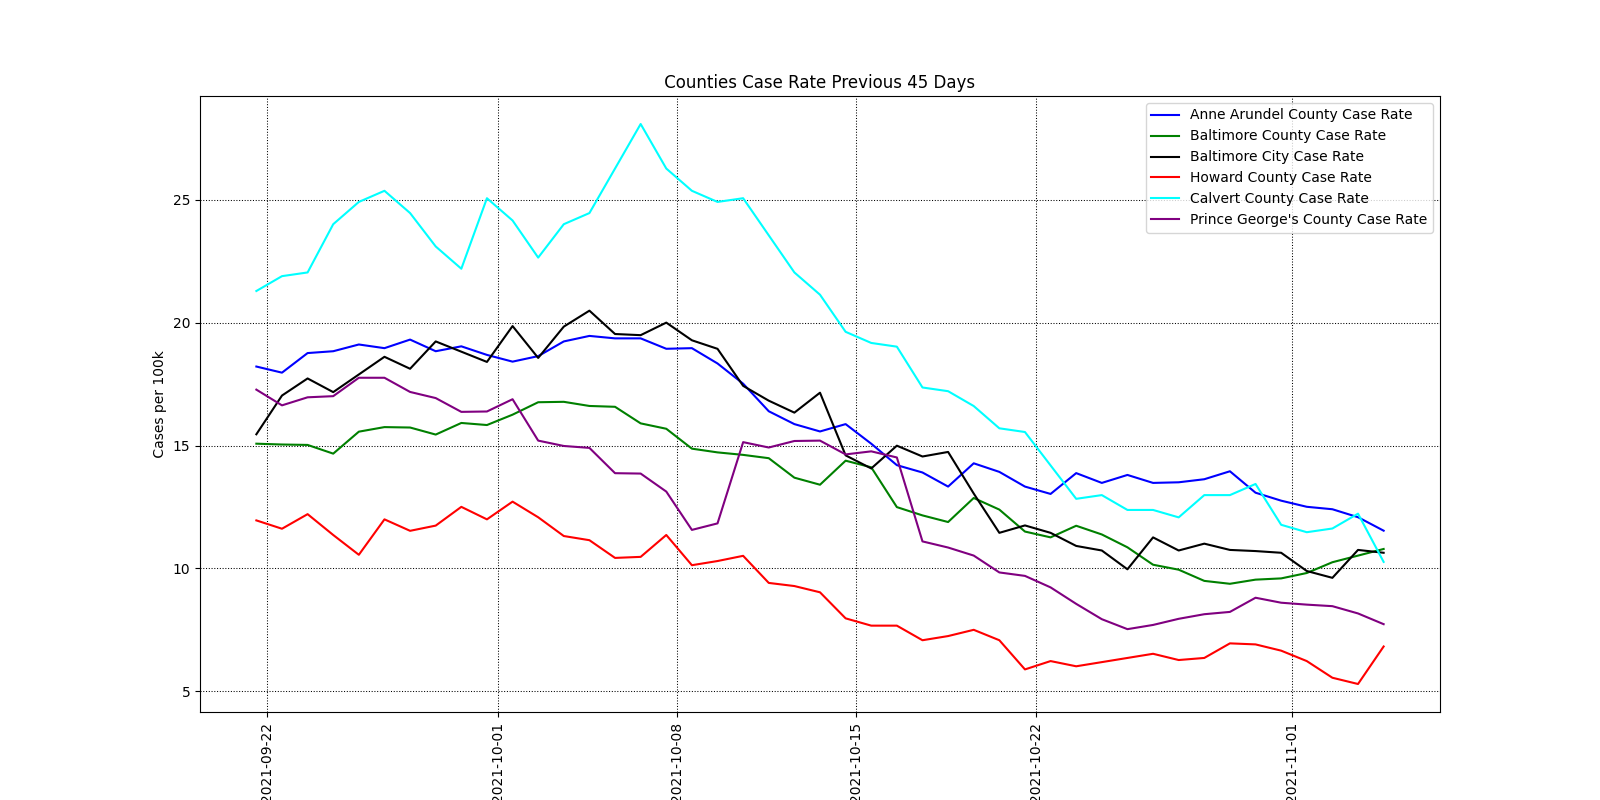 Counties Case Rate Previous 45 Days
Anne Arundel County Case Rate
Baltimore County Case Rate
Baltimore City Case Rate
Howard County Case Rate
Calvert County Case Rate
Prince George's County Case Rate
Cases per 100k
25
20
15
10
5
2021-09-22
2021-10-01
2021-10-08
2021-10-15
2021-10-22
2021-11-01